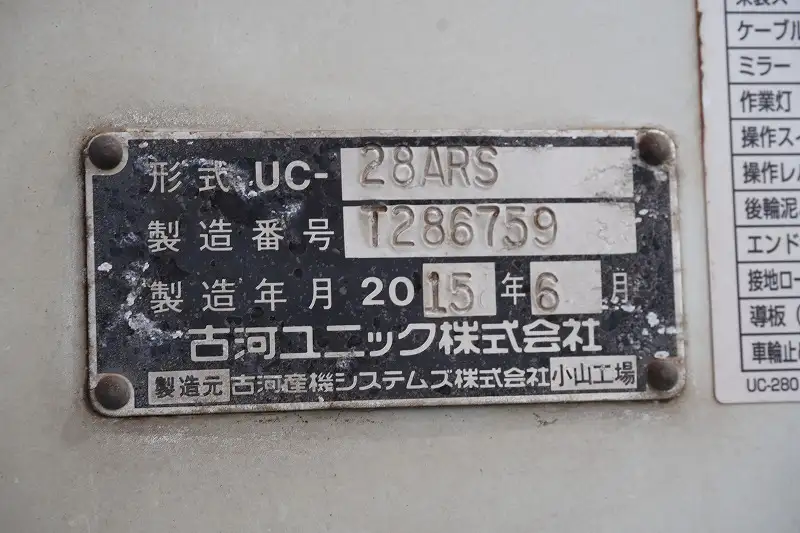 形式 UC- 28ARS
製造番号 T286759
製造年月 2015年6月
古河ユニック株式会社
製造元 古河産機システムズ株式会社 小山工場
ケーブル
ミラー
作業灯
操作ス
操作レバ
後輪泥
エンド
接地ロー
導板(
車輪止
UC-280